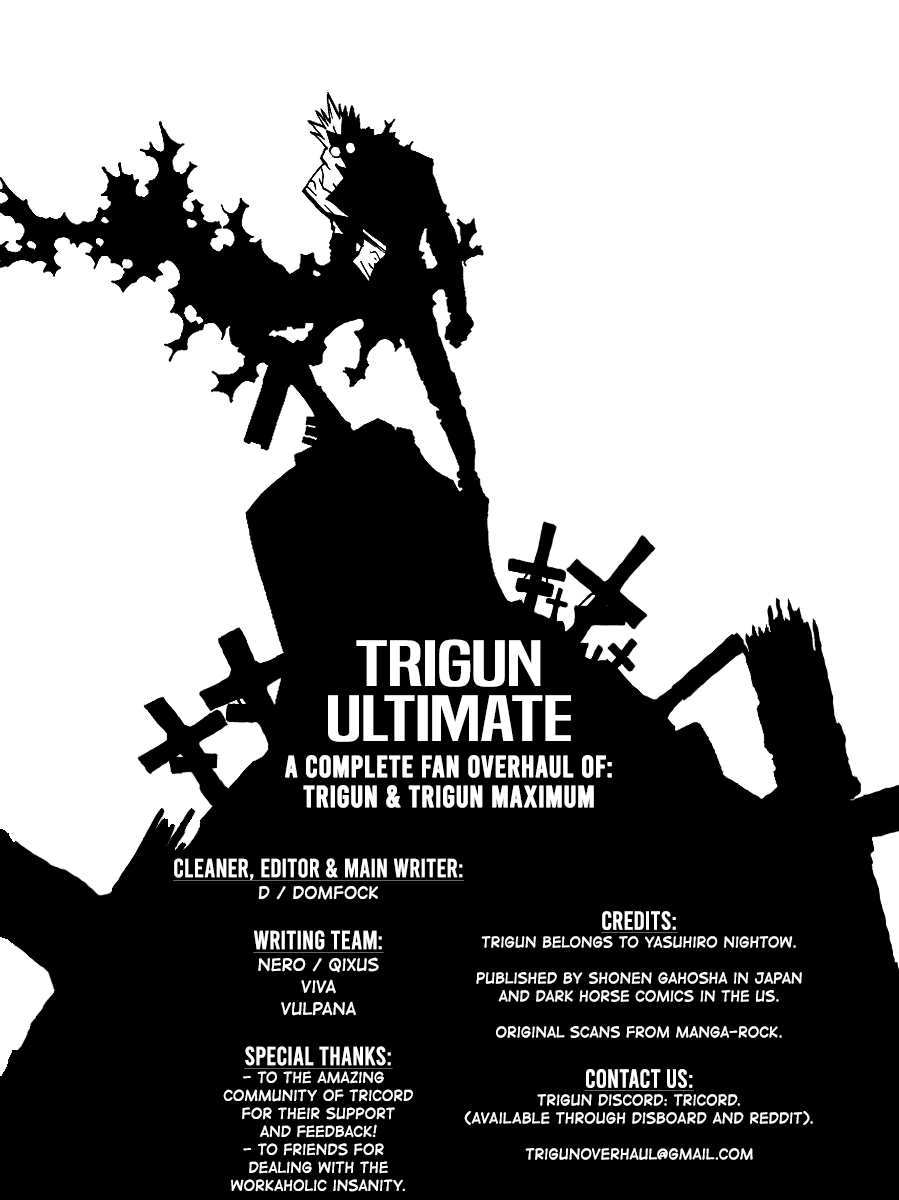 TRIGUN
ULTIMATE
A COMPLETE FAN OVERHAUL OF:
TRIGUN & TRIGUN MAXIMUM
CLEANER, EDITOR & MAIN WRITER:
D / DOMFOCK
WRITING TEAM:
NERO / QIXUS
VIVA
VULPANA
SPECIAL THANKS:
- TO THE AMAZING
COMMUNITY OF TRICORD
FOR THEIR SUPPORT
AND FEEDBACK!
- TO FRIENDS FOR
DEALING WITH THE
WORKAHOLIC INSANITY.
CREDITS:
TRIGUN BELONGS TO YASUHIRO NIGHTOW.
PUBLISHED BY SHONEN GAHOSHA IN JAPAN
AND DARK HORSE COMICS IN THE US.
ORIGINAL SCANS FROM MANGA-ROCK.
CONTACT US:
TRIGUN DISCORD: TRICORD.
(AVAILABLE THROUGH DISBOARD AND REDDIT).
TRIGUNOVERHAUL@GMAIL.COM